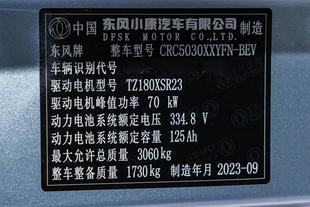 中国 东风小康汽车有限公司 制造
DFSK MOTOR CO.,LTD.
东风牌 整车型号 CRC5030XXYFN-BEV
车辆识别代号
驱动电机型号 TZ180XSR23
驱动电机峰值功率 70 kW
动力电池系统额定电压 334.8 V
动力电池系统额定容量 125Ah
最大允许总质量 3060kg
整车整备质量 1730kg 制造年月 2023-09